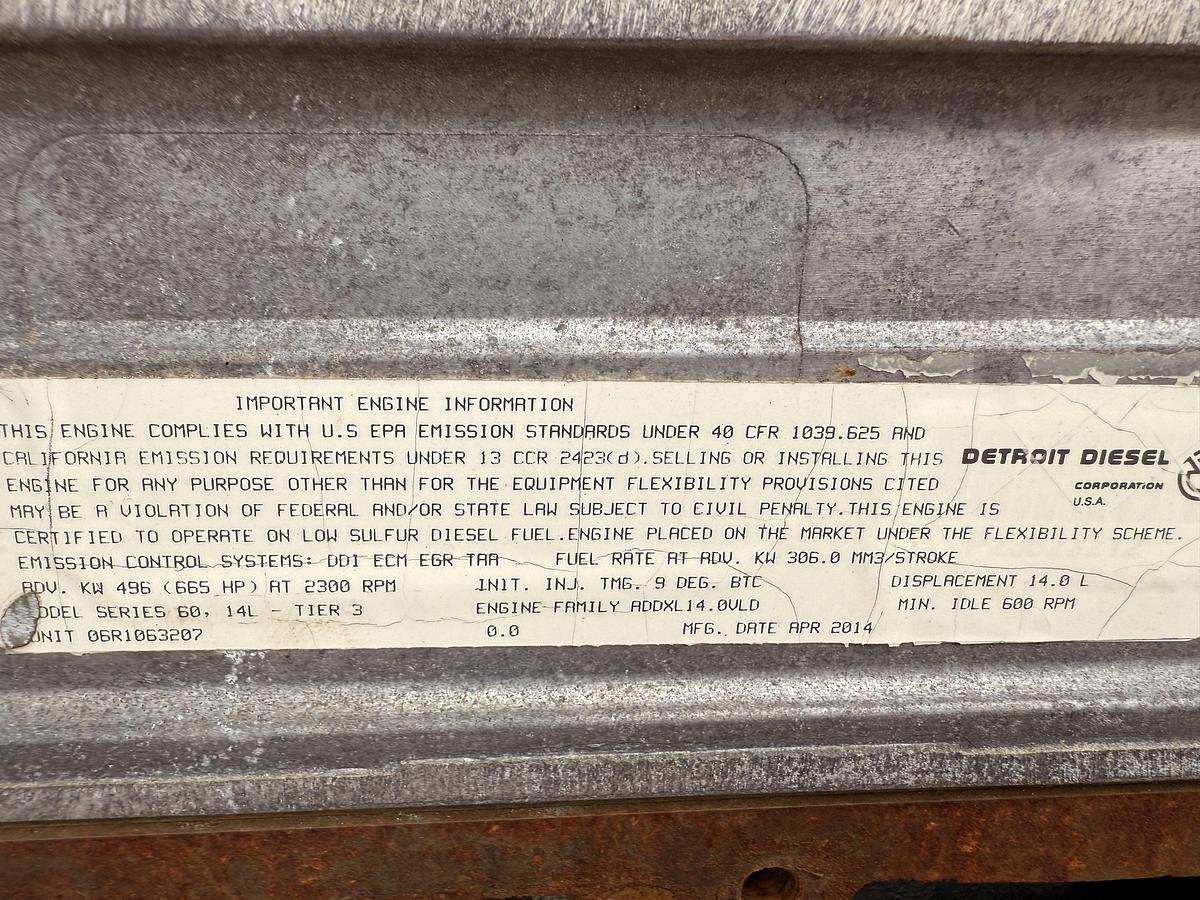 IMPORTANT ENGINE INFORMATION
THIS ENGINE COMPLIES WITH U.S EPA EMISSION STANDARDS UNDER 40 CFR 1039.625 AND
CALIFORNIA EMISSION REQUIREMENTS UNDER 13 CCR 2423(d).SELLING OR INSTALLING THIS
ENGINE FOR ANY PURPOSE OTHER THAN FOR THE EQUIPMENT FLEXIBILITY PROVISIONS CITED
MAY BE A VIOLATION OF FEDERAL AND/OR STATE LAW SUBJECT TO CIVIL PENALTY.THIS ENGINE IS
CERTIFIED TO OPERATE ON LOW SULFUR DIESEL FUEL.ENGINE PLACED ON THE MARKET UNDER THE FLEXIBILITY SCHEME.
EMISSION CONTROL SYSTEMS: DDI ECM EGR TAA FUEL RATE AT ADV. KW 306.0 MM3/STROKE
ADV. KW 496 (665 HP) AT 2300 RPM INIT. INJ. TMG. 9 DEG. BTC DISPLACEMENT 14.0 L
MODEL SERIES 60, 14L - TIER 3 ENGINE FAMILY ADDXL14.0VLD MIN. IDLE 600 RPM
UNIT 06R1063207 0.0 MFG. DATE APR 2014
DETROIT DIESEL
CORPORATION
U.S.A.